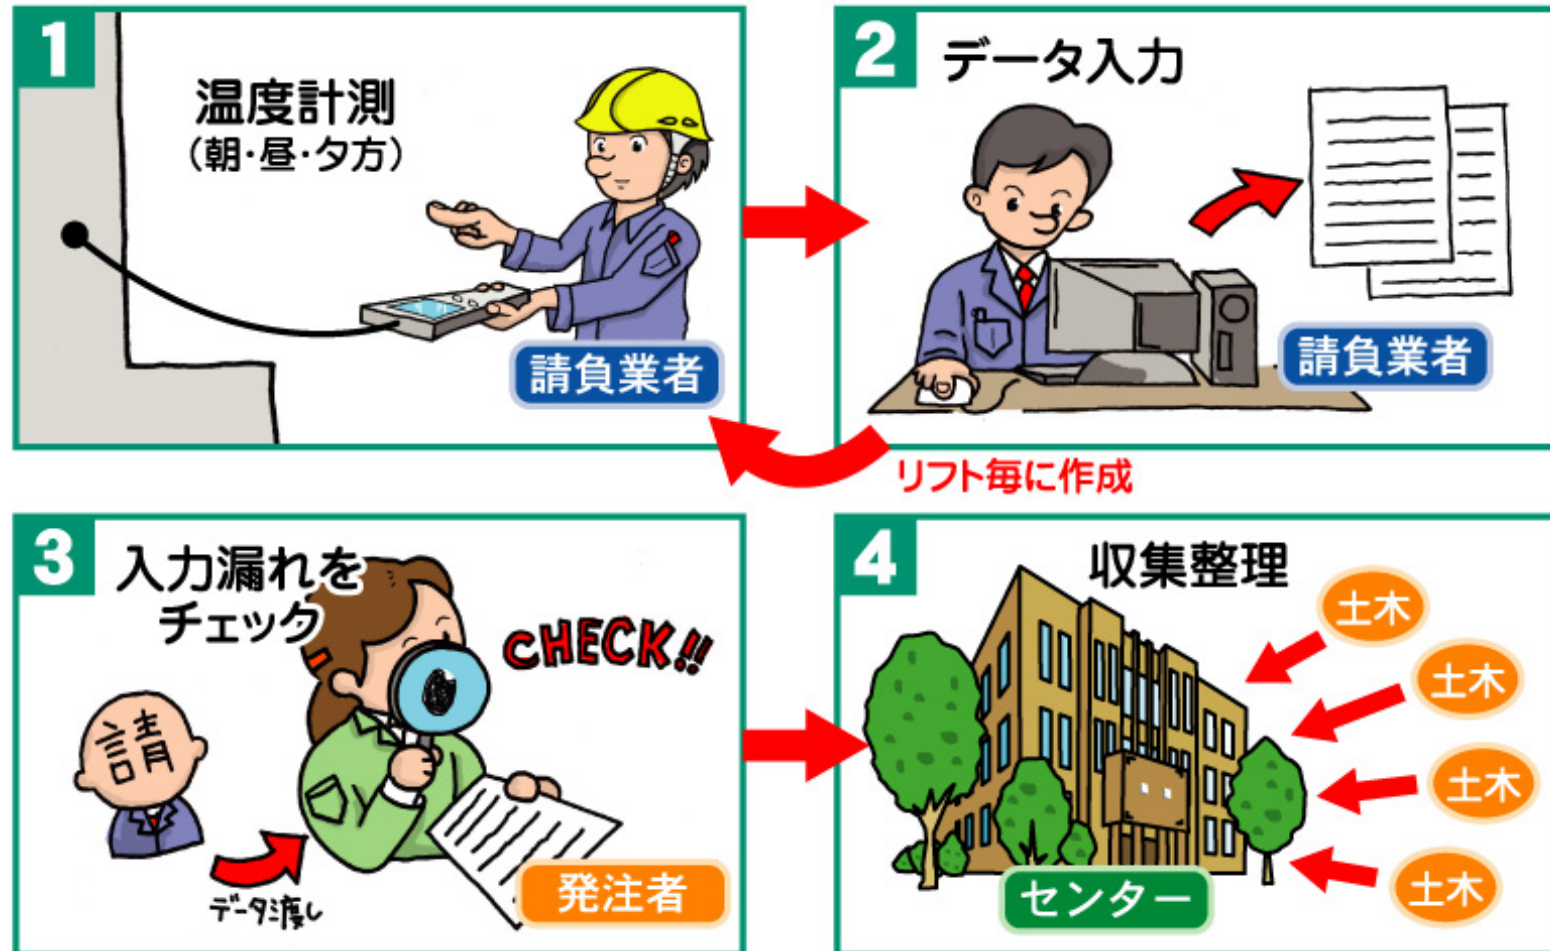 1
温度計測
(朝・昼・夕方)
請負業者
2
データ入力
請負業者
リフト毎に作成
3
入力漏れを
チェック
CHECK!!
請
データ渡し
発注者
4
収集整理
土木
土木
土木
土木
センター